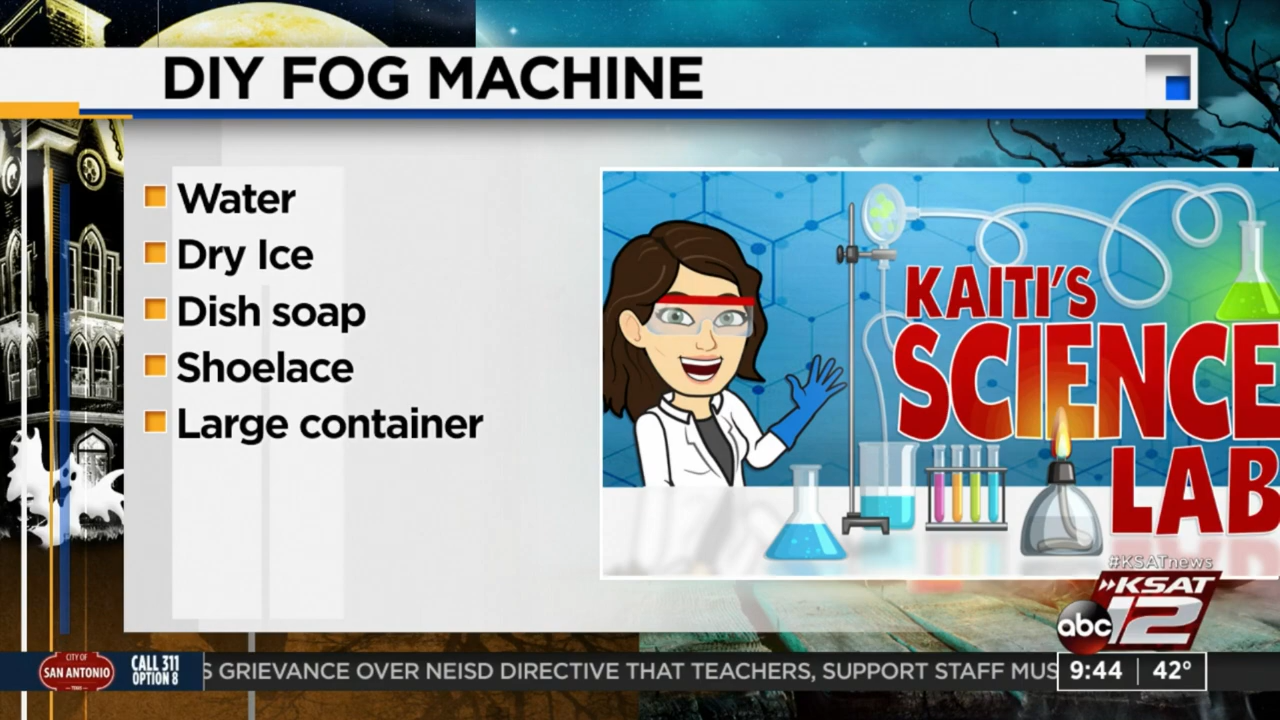 DIY FOG MACHINE
Water
Dry Ice
Dish soap
Shoelace
Large container
KAITI'S
SCIENCE
LAB
#KSATnews
KSAT
abc 12
CITY OF
SAN ANTONIO
TEXAS
CALL 311
OPTION 8
S GRIEVANCE OVER NEISD DIRECTIVE THAT TEACHERS, SUPPORT STAFF MUS
9:44 42°